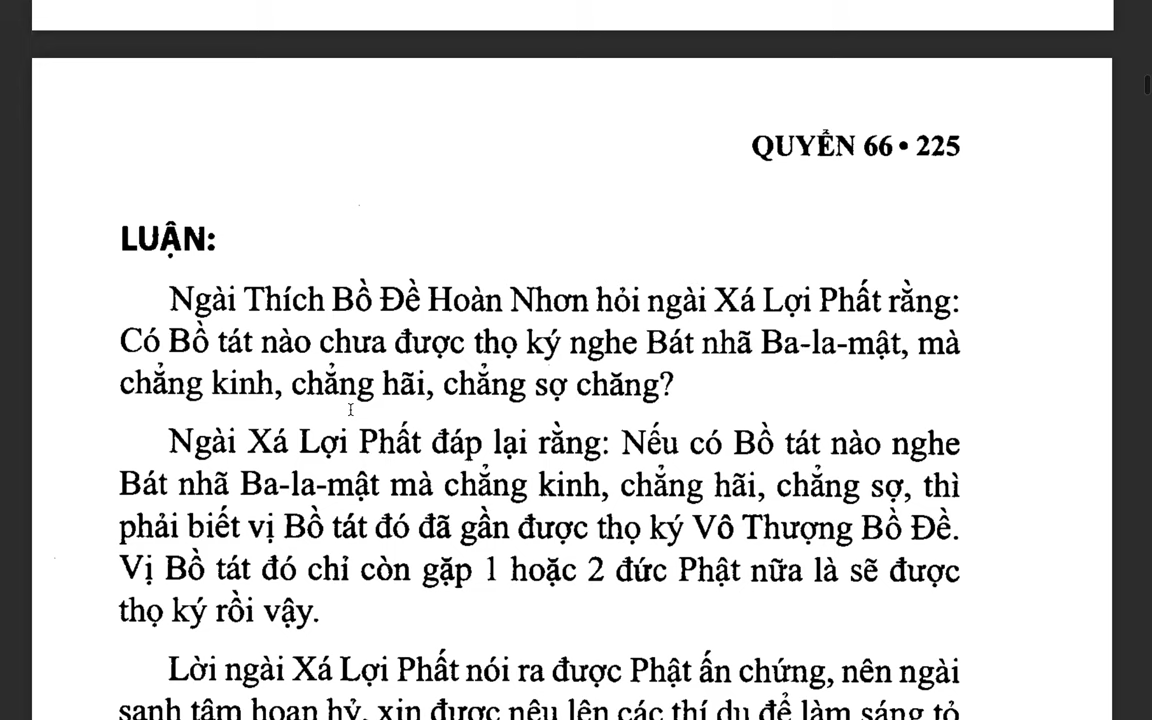 QUYỂN 66 • 225
LUẬN:
Ngài Thích Bồ Đề Hoàn Nhơn hỏi ngài Xá Lợi Phất rằng:
Có Bồ tát nào chưa được thọ ký nghe Bát nhã Ba-la-mật, mà
chẳng kinh, chẳng hãi, chẳng sợ chăng?
Ngài Xá Lợi Phất đáp lại rằng: Nếu có Bồ tát nào nghe
Bát nhã Ba-la-mật mà chẳng kinh, chẳng hãi, chẳng sợ, thì
phải biết vị Bồ tát đó đã gần được thọ ký Vô Thượng Bồ Đề.
Vị Bồ tát đó chỉ còn gặp 1 hoặc 2 đức Phật nữa là sẽ được
thọ ký rồi vậy.
Lời ngài Xá Lợi Phất nói ra được Phật ấn chứng, nên ngài
sanh tâm hoan hỷ, xin được nêu lên các thí dụ để làm sáng tỏ